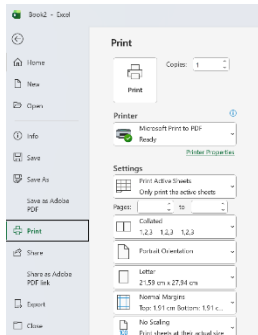 Book2 - Excel
Home
New
Open
Info
Save
Save As
Save as Adobe
PDF
Print
Share
Share as Adobe
PDF link
Export
Close
Print
Copies: 1
Print
Printer
Microsoft Print to PDF
Ready
Printer Properties
Settings
Print Active Sheets
Only print the active sheets
Pages: to
Collated
1,2,3 1,2,3 1,2,3
Portrait Orientation
Letter
21,59 cm x 27,94 cm
Normal Margins
Top: 1,91 cm Bottom: 1,91 c...
No Scaling
Print sheets at their actual size